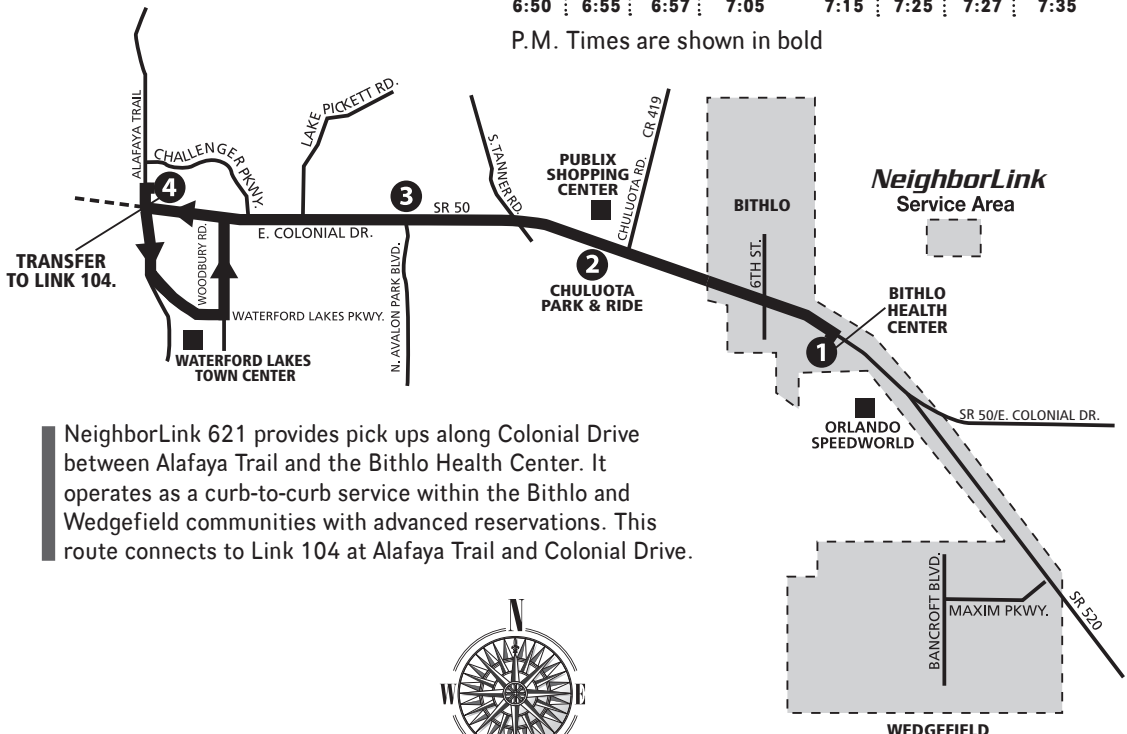 6:50 6:55 6:57 7:05 7:15 7:25 7:27 7:35
P.M. Times are shown in bold
ALAFAYA TRAIL
CHALLENGER PKWY.
LAKE PICKETT RD.
S.TANNER RD.
PUBLIX
SHOPPING
CENTER
CHULUOTA RD. CR 419
BITHLO
NeighborLink
Service Area
4
3
SR 50
E. COLONIAL DR.
TRANSFER
TO LINK 104.
WOODBURY RD.
WATERFORD LAKES PKWY.
N. AVALON PARK BLVD.
2
CHULUOTA
PARK & RIDE
6TH ST.
BITHLO
HEALTH
CENTER
1
WATERFORD LAKES
TOWN CENTER
ORLANDO
SPEEDWORLD
SR 50/E. COLONIAL DR.
NeighborLink 621 provides pick ups along Colonial Drive
between Alafaya Trail and the Bithlo Health Center. It
operates as a curb-to-curb service within the Bithlo and
Wedgefield communities with advanced reservations. This
route connects to Link 104 at Alafaya Trail and Colonial Drive.
BANCROFT BLVD.
MAXIM PKWY.
SR 520
N
W
E
WEDGEFIELD